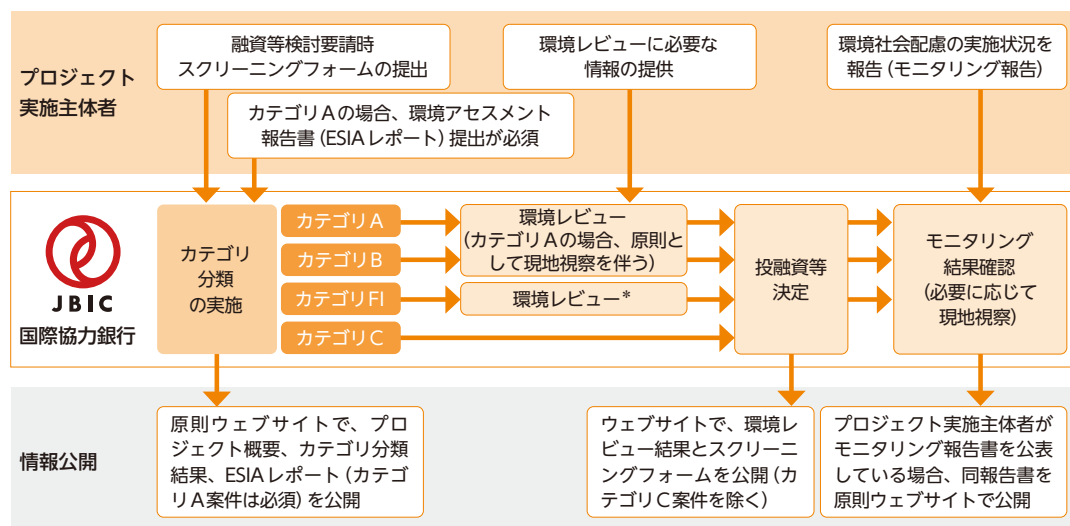 プロジェクト
実施主体者
融資等検討要請時
スクリーニングフォームの提出
カテゴリAの場合、環境アセスメント
報告書（ESIAレポート）提出が必須
環境レビューに必要な
情報の提供
環境社会配慮の実施状況を
報告（モニタリング報告）
JBIC
国際協力銀行
カテゴリ
分類
の実施
カテゴリA
カテゴリB
カテゴリFI
カテゴリC
環境レビュー
（カテゴリAの場合、原則と
して現地視察を伴う）
環境レビュー*
投融資等
決定
モニタリング
結果確認
（必要に応じて
現地視察）
情報公開
原則ウェブサイトで、プロ
ジェクト概要、カテゴリ分類
結果、ESIAレポート（カテゴ
リA案件は必須）を公開
ウェブサイトで、環境レ
ビュー結果とスクリーニ
ングフォームを公開（カ
テゴリC案件を除く）
プロジェクト実施主体者が
モニタリング報告書を公表
している場合、同報告書を
原則ウェブサイトで公開